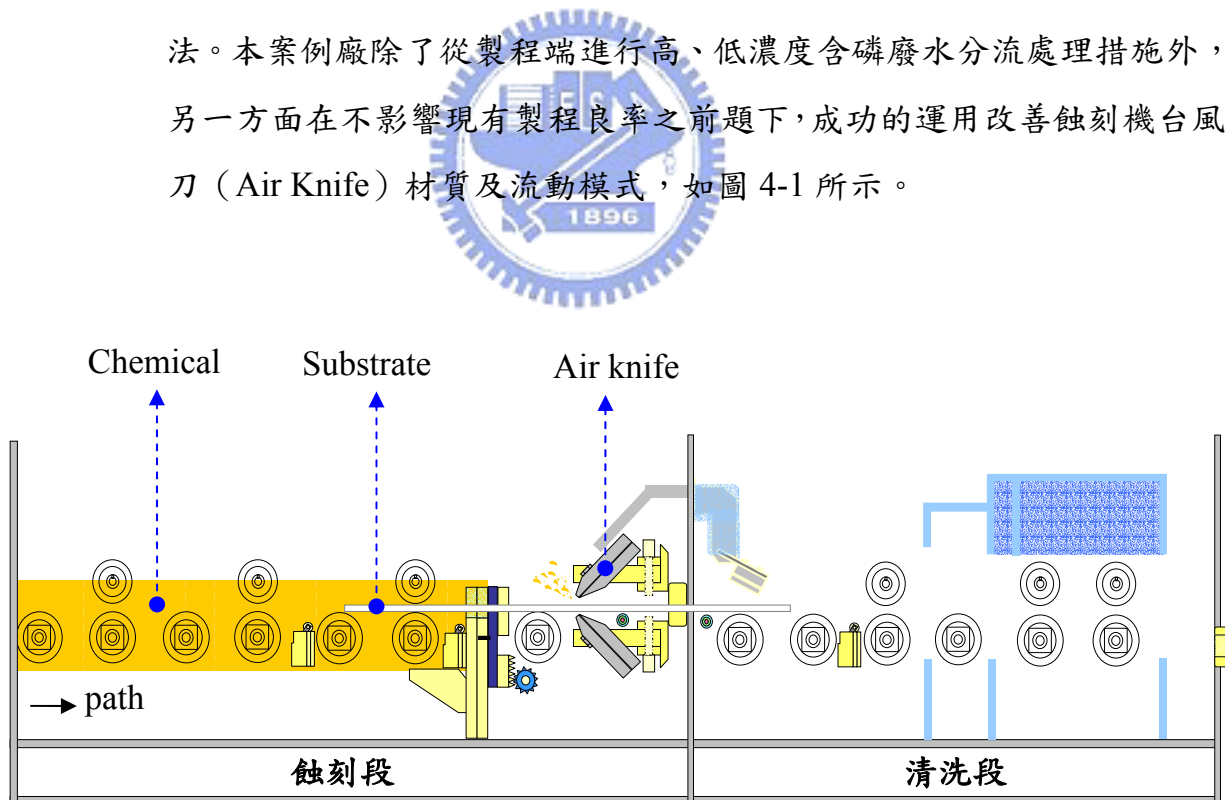 法。本案例廠除了從製程端進行高、低濃度含磷廢水分流處理措施外，
另一方面在不影響現有製程良率之前題下，成功的運用改善蝕刻機台風
刀（Air Knife）材質及流動模式，如圖 4-1 所示。
1896
Chemical Substrate Air knife
path
蝕刻段 清洗段